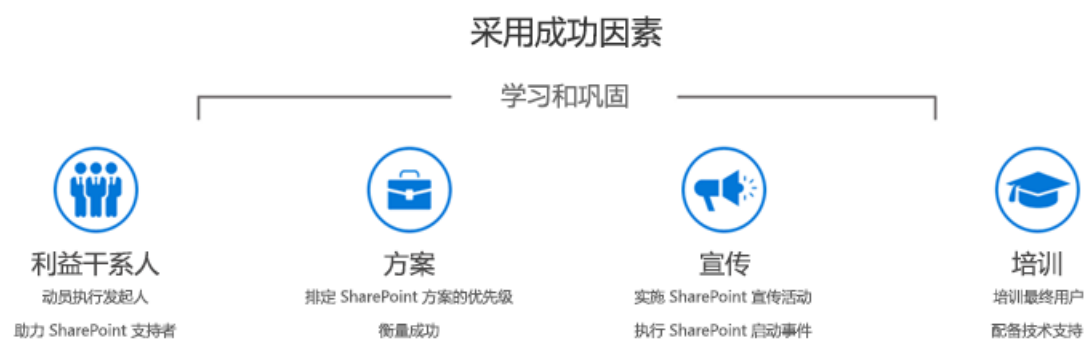 采用成功因素
学习和巩固
利益干系人
动员执行发起人
助力 SharePoint 支持者
方案
排定 SharePoint 方案的优先级
衡量成功
宣传
实施 SharePoint 宣传活动
执行 SharePoint 启动事件
培训
培训最终用户
配备技术支持